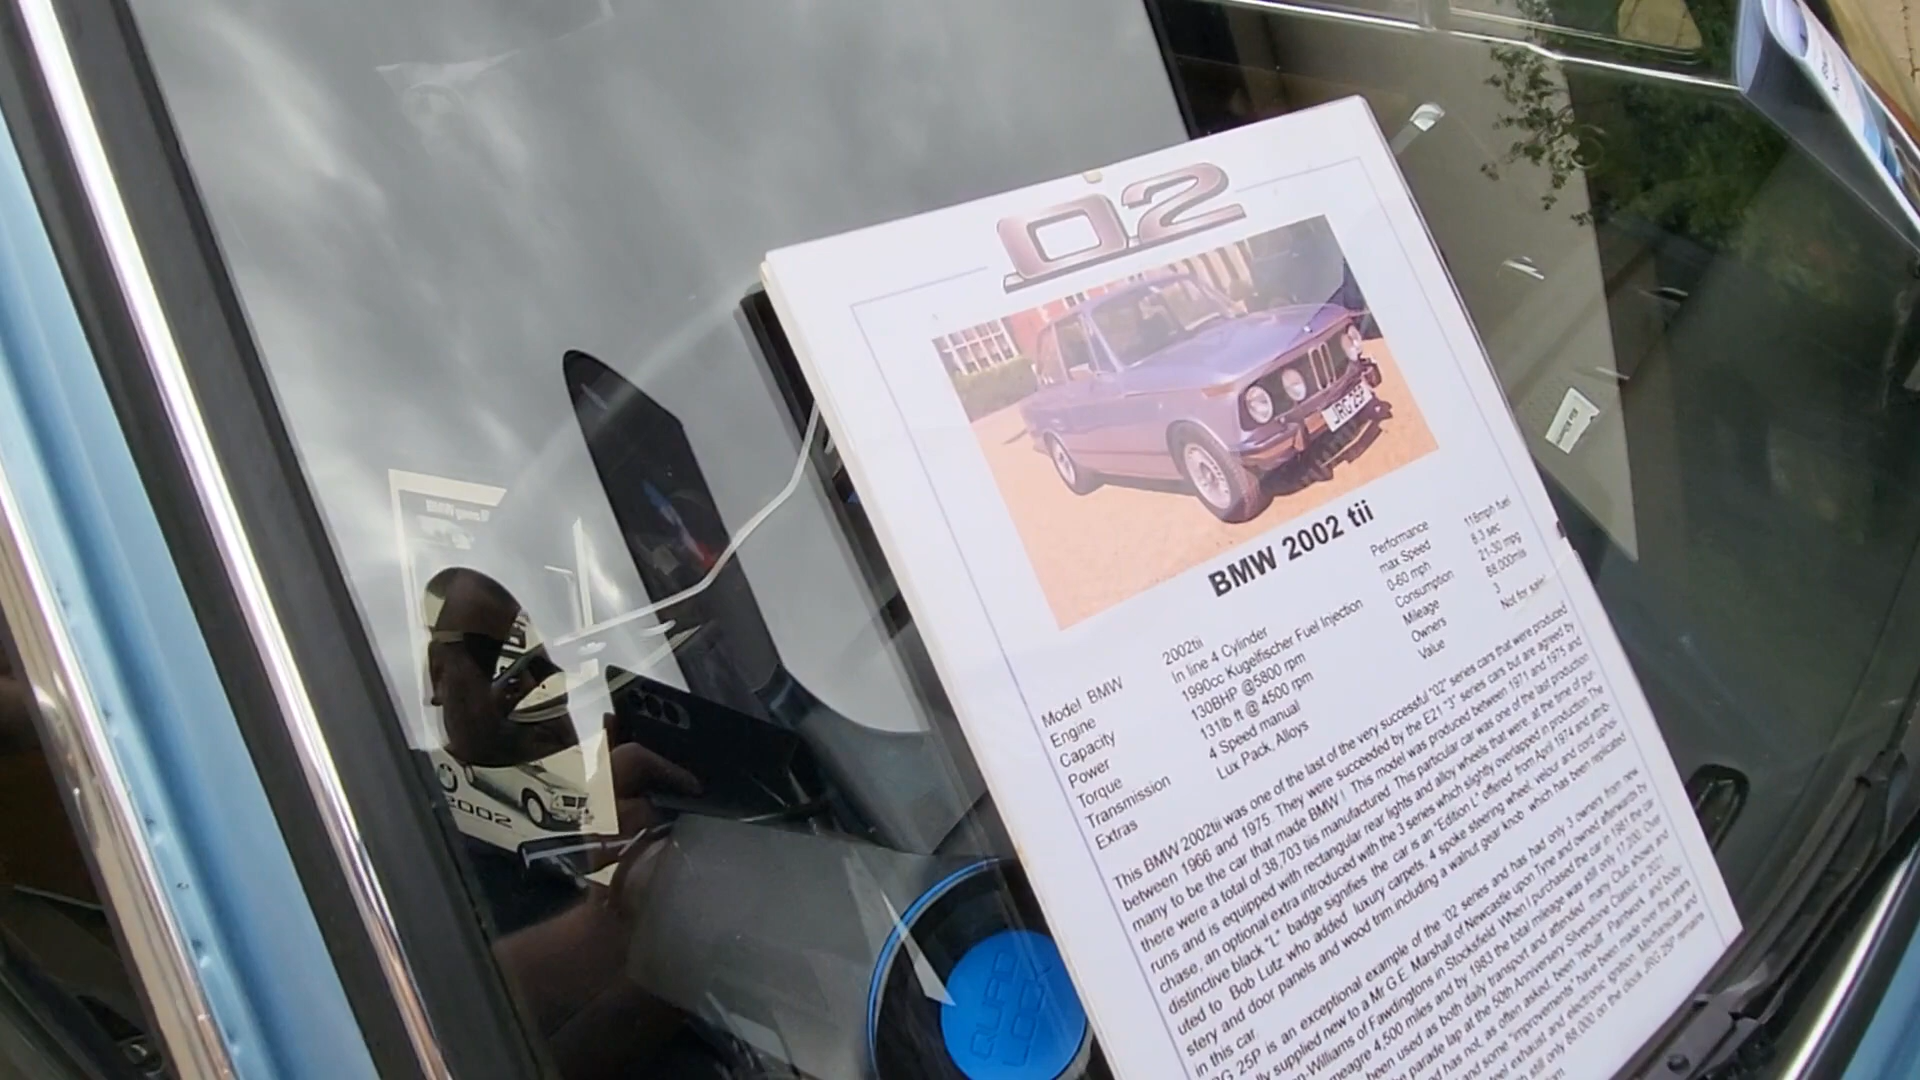 02
JRG 25P
BMW 2002 tii
Model BMW 2002tii
Engine In line 4 Cylinder
Capacity 1990cc Kugelfischer Fuel Injection
Power 130BHP @5800 rpm
Torque 131lb ft @ 4500 rpm
Transmission 4 Speed manual
Extras Lux Pack, Alloys
Performance
max Speed 118mph fuel
0-60 mph 8.3 sec
Consumption 21-30 mpg
Mileage 88,000mls
Owners 3
Value Not for sale!
This BMW 2002tii was one of the last of the very successful "02" series cars that were produced
between 1966 and 1975. They were succeeded by the E21 "3" series cars but are agreed by
many to be the car that made BMW ! This model was produced between 1971 and 1975 and
there were a total of 38,703 tiis manufactured. This particular car was one of the last production
runs and is equipped with rectangular rear lights and alloy wheels that were, at the time of pur-
chase, an optional extra introduced with the 3 series which slightly overlapped in production. The
distinctive black "L" badge signifies the car is an "Edition L" offered from April 1974 and attrib-
uted to Bob Lutz who added luxury carpets, 4 spoke steering wheel, velour and cord uphol-
stery and door panels and wood trim including a walnut gear knob which has been replicated
in this car.
25P is an exceptional example of the '02 series and has had only 3 owners from new
supplied new to a Mr G.E. Marshall of Newcastle upon Tyne and owned afterwards by
-Williams of Fawdingtons in Stocksfield. When I purchased the car in 1981 the car
meagre 4,500 miles and by 1983 the total mileage was still only 17,200. Over
been used as both daily transport and attended many Club shows and
parade lap at the 50th Anniversary Silverstone Classic in 2021.
has not, as often asked, been "rebuilt". Paintwork and body
and some "improvements" have been made over the years
steel exhaust and electronic ignition. Mechanicals and
still only 88,000 on the clock JRG 25P remains
2002
DISK
LOK